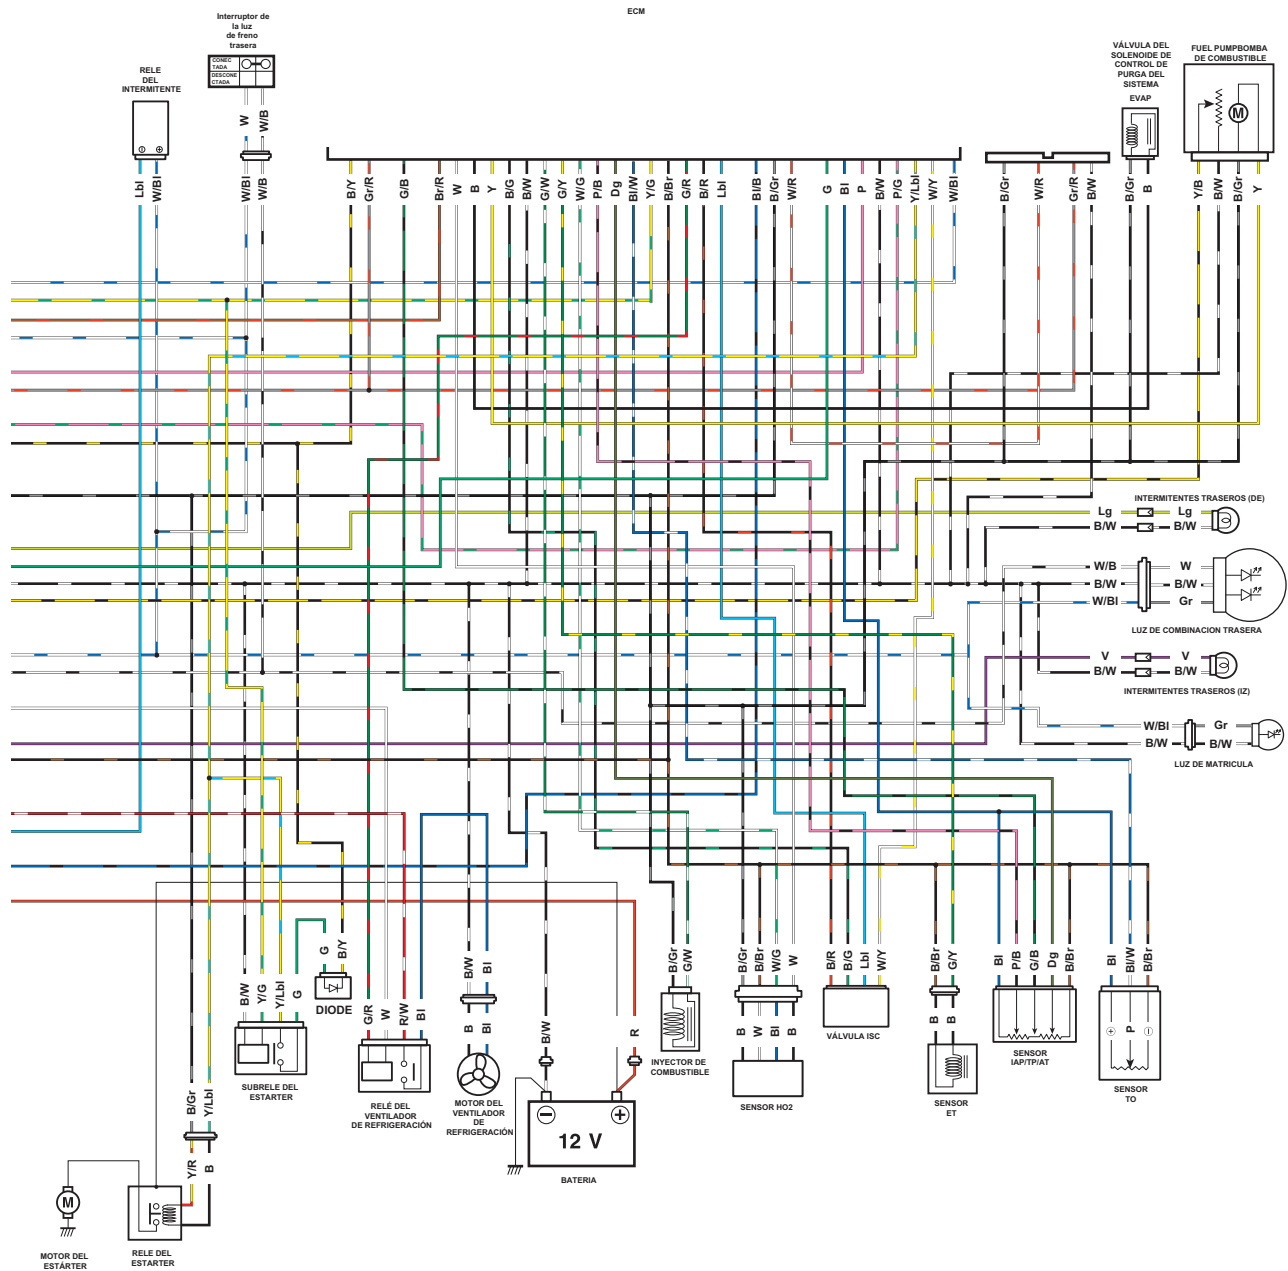 ECM
Interruptor de
la luz
de freno
trasera
CONEC
TADA
DESCONE
CTADA
RELE
DEL
INTERMITENTE
VÁLVULA DEL
SOLENOIDE DE
CONTROL DE
PURGA DEL
SISTEMA
EVAP
FUEL PUMPBOMBA
DE COMBUSTIBLE
M
W
W/B
Lbl
W/Bl
W/Bl
W/B
B/Y
Gr/R
G/B
Br/R
W
B
Y
B/G
B/W
G/W
G/Y
W/G
P/B
Dg
Bl/W
Y/G
B/Br
G/R
B/R
Lbl
Bl/B
B/Gr
W/R
G
Bl
P
B/W
P/G
Y/Lbl
W/Y
W/Bl
B/Gr
W/R
Gr/R
B/W
B/Gr
B
Y/B
B/W
B/Gr
Y
INTERMITENTES TRASEROS (DE)
Lg
Lg
B/W
B/W
W/B
W
B/W
B/W
W/Bl
Gr
LUZ DE COMBINACION TRASERA
V
V
B/W
B/W
INTERMITENTES TRASEROS (IZ)
W/Bl
Gr
B/W
B/W
LUZ DE MATRICULA
B/W
Y/G
Y/Lbl
G
SUBRELE DEL
ESTARTER
G
B/Y
DIODE
G/R
W
R/W
Bl
RELÉ DEL
VENTILADOR
DE REFRIGERACIÓN
B/W
Bl
B
Bl
MOTOR DEL
VENTILADOR
DE
REFRIGERACIÓN
B/W
R
12 V
BATERIA
B/Gr
G/W
INYECTOR DE
COMBUSTIBLE
B/Gr
B/Br
W/G
W
B
W
Bl
B
SENSOR HO2
B/R
B/G
Lbl
W/Y
VÁLVULA ISC
B/Br
G/Y
B
B
SENSOR
ET
Bl
P/B
G/B
Dg
B/Br
SENSOR
IAP/TP/AT
Bl
Bl/W
B/Br
P
SENSOR
TO
B/Gr
Y/Lbl
Y/R
B
M
MOTOR DEL
ESTÁRTER
RELE DEL
ESTARTER